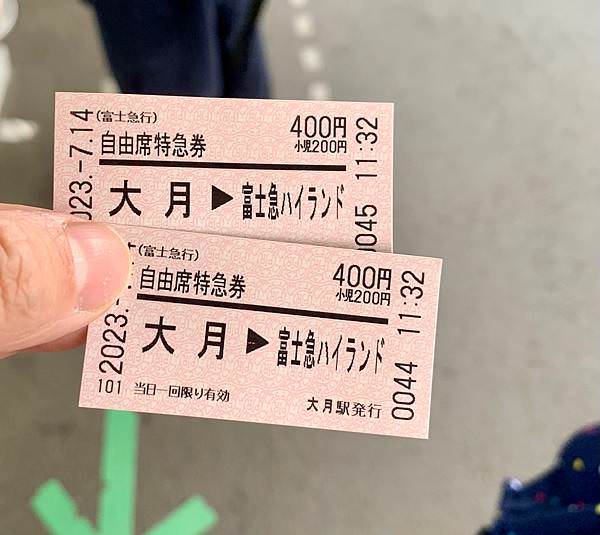 (富士急行)
自由席特急券
400円
小児200円
大月▶富士急ハイランド
023.-7.14
0045 11:32
(富士急行)
自由席特急券
400円
小児200円
大月▶富士急ハイランド
2023.-
101 当日一回限り有効
大月駅発行
0044 11:32